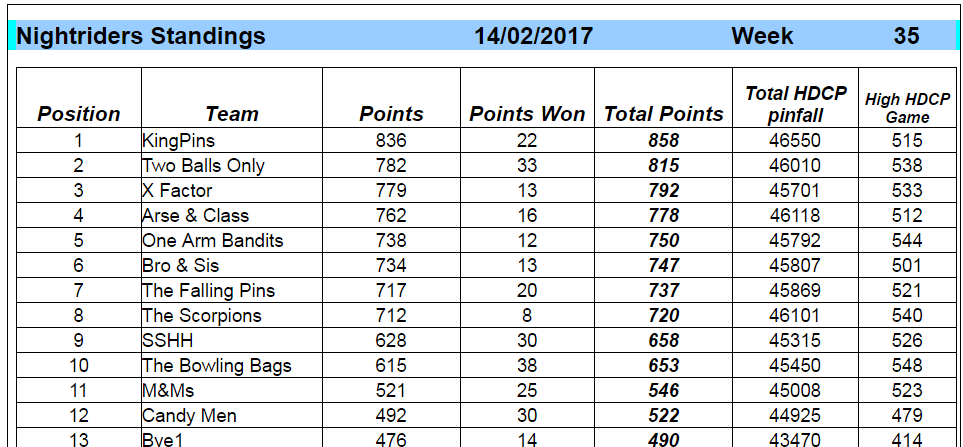 Nightriders Standings 14/02/2017 Week 35
Position Team Points Points Won Total Points Total HDCP pinfall High HDCP Game
1 KingPins 836 22 858 46550 515
2 Two Balls Only 782 33 815 46010 538
3 X Factor 779 13 792 45701 533
4 Arse & Class 762 16 778 46118 512
5 One Arm Bandits 738 12 750 45792 544
6 Bro & Sis 734 13 747 45807 501
7 The Falling Pins 717 20 737 45869 521
8 The Scorpions 712 8 720 46101 540
9 SSHH 628 30 658 45315 526
10 The Bowling Bags 615 38 653 45450 548
11 M&Ms 521 25 546 45008 523
12 Candy Men 492 30 522 44925 479
13 Bye1 476 14 490 43470 414